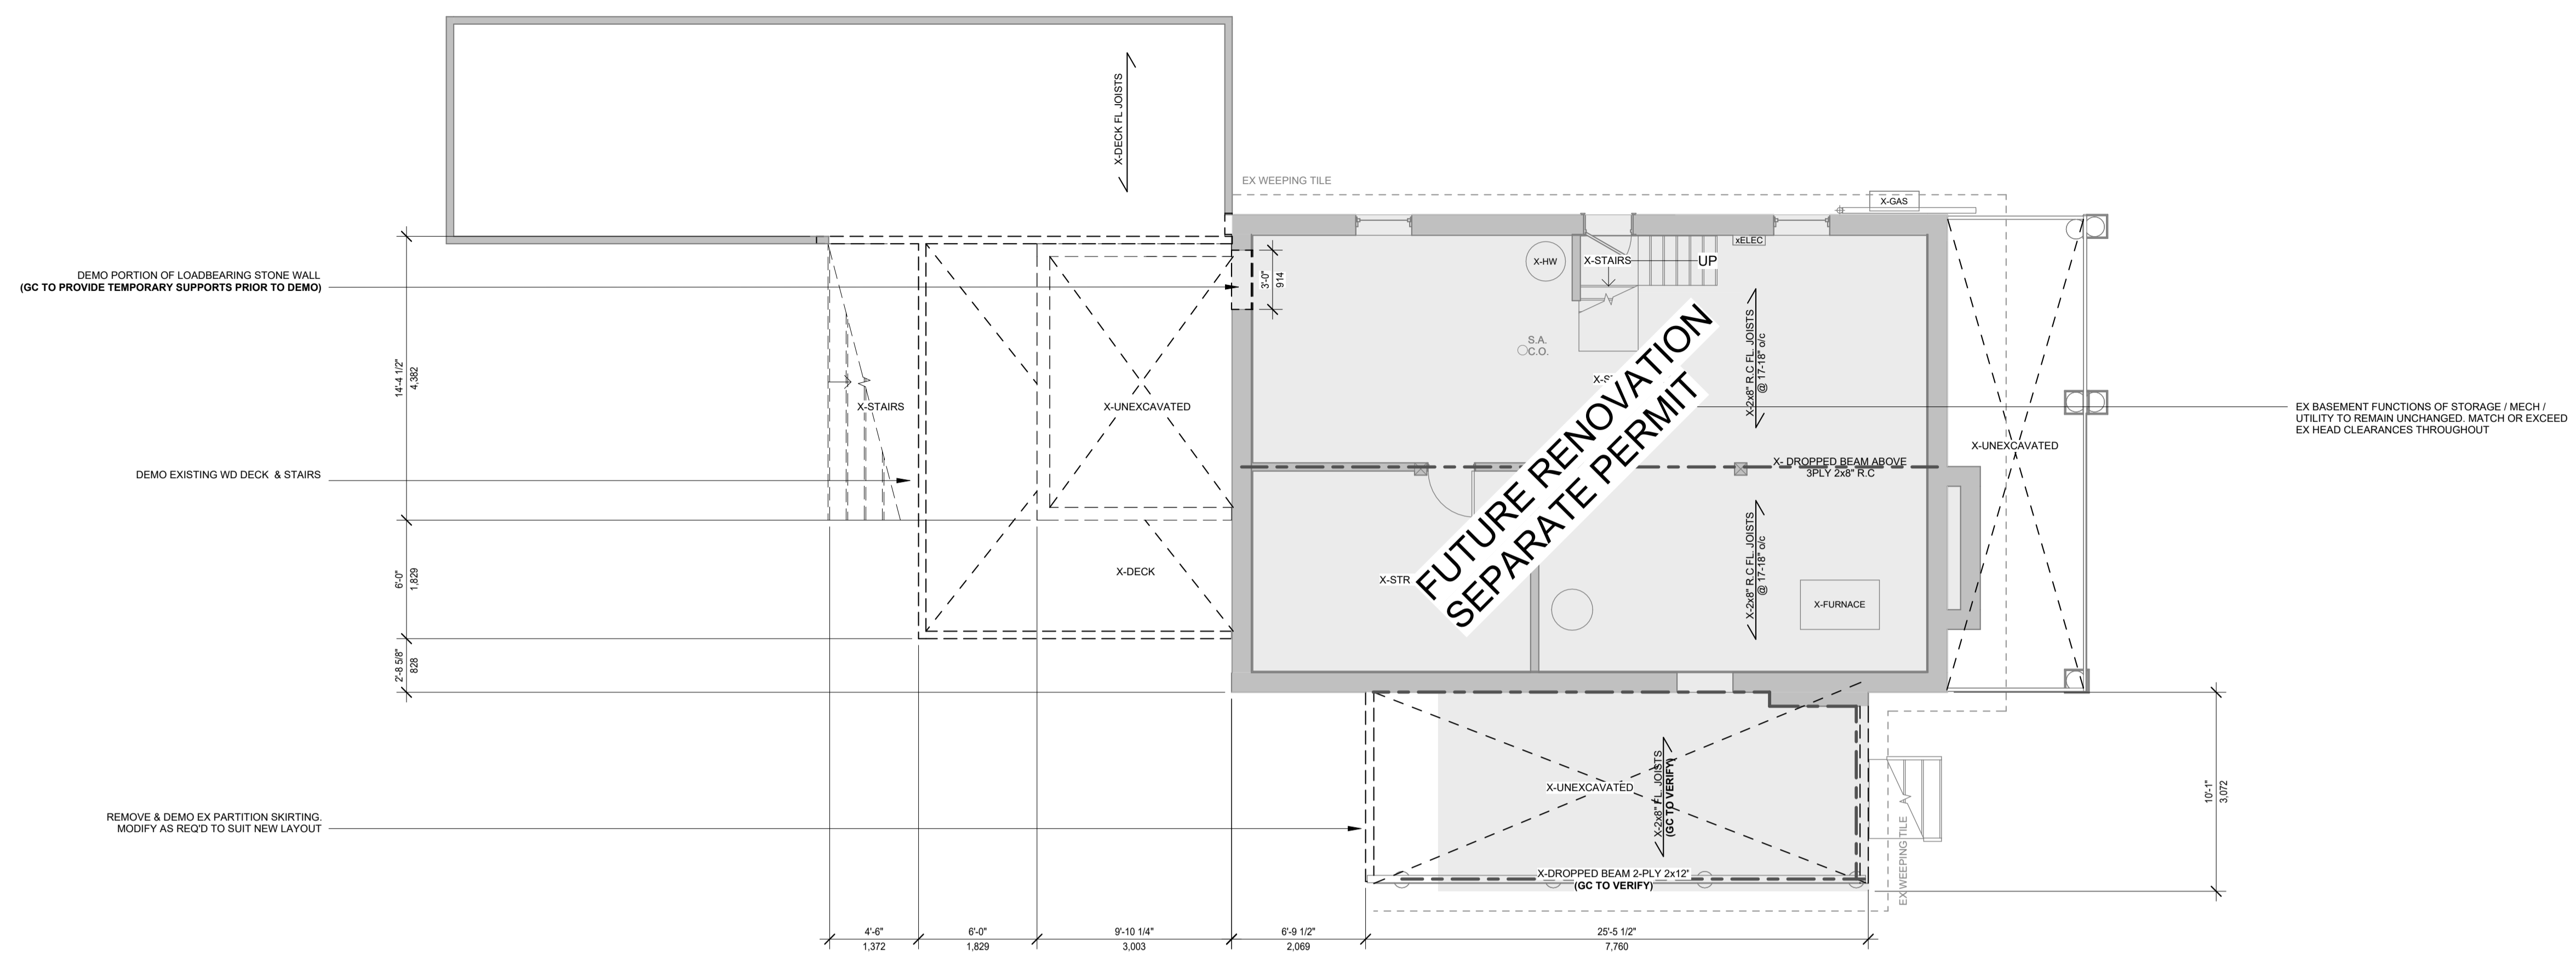 X-DECK FL JOISTS
EX WEEPING TILE
X-GAS
DEMO PORTION OF LOADBEARING STONE WALL
(GC TO PROVIDE TEMPORARY SUPPORTS PRIOR TO DEMO)
3'-0"
914
X-HW
X-STAIRS
UP
xELEC
S.A.
C.O.
X-2x8" R.C FL. JOISTS
@ 17-18" o/c
14'-4 1/2"
4,382
X-STAIRS
X-UNEXCAVATED
FUTURE RENOVATION
SEPARATE PERMIT
EX BASEMENT FUNCTIONS OF STORAGE / MECH /
UTILITY TO REMAIN UNCHANGED. MATCH OR EXCEED
EX HEAD CLEARANCES THROUGHOUT
X-UNEXCAVATED
DEMO EXISTING WD DECK & STAIRS
X- DROPPED BEAM ABOVE
3PLY 2x8" R.C
X-2x8" R.C FL. JOISTS
@ 17-18" o/c
6'-0"
1,829
X-DECK
X-STR
X-FURNACE
2'-8 5/8"
828
X-UNEXCAVATED
X-2x8" FL. JOISTS
(GC TO VERIFY)
10'-1"
3,072
REMOVE & DEMO EX PARTITION SKIRTING.
MODIFY AS REQ'D TO SUIT NEW LAYOUT
EX WEEPING TILE
X-DROPPED BEAM 2-PLY 2x12"
(GC TO VERIFY)
4'-6"
1,372
6'-0"
1,829
9'-10 1/4"
3,003
6'-9 1/2"
2,069
25'-5 1/2"
7,760